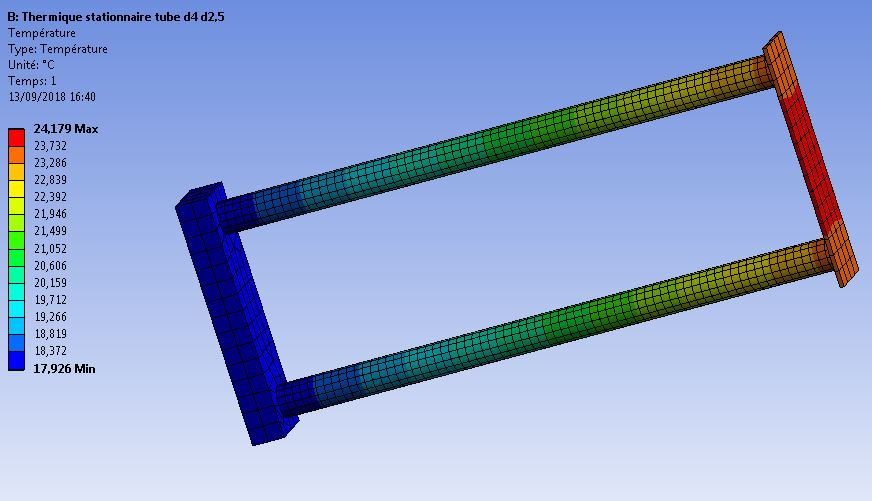 B: Thermique stationnaire tube d4 d2,5
Température
Type: Température
Unité: °C
Temps: 1
13/09/2018 16:40
24,179 Max
23,732
23,286
22,839
22,392
21,946
21,499
21,052
20,606
20,159
19,712
19,266
18,819
18,372
17,926 Min